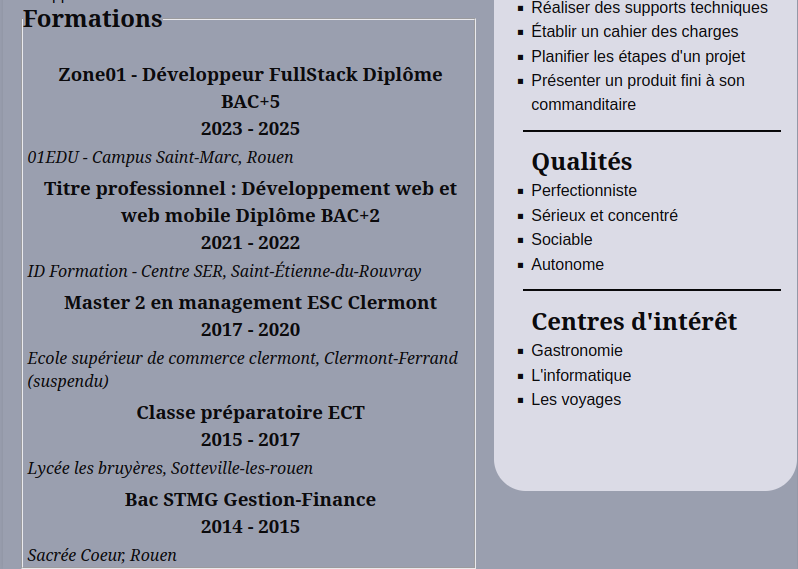 Formations
Zone01 - Développeur FullStack Diplôme
BAC+5
2023 - 2025
01EDU - Campus Saint-Marc, Rouen
Titre professionnel : Développement web et
web mobile Diplôme BAC+2
2021 - 2022
ID Formation - Centre SER, Saint-Étienne-du-Rouvray
Master 2 en management ESC Clermont
2017 - 2020
Ecole supérieur de commerce clermont, Clermont-Ferrand
(suspendu)
Classe préparatoire ECT
2015 - 2017
Lycée les bruyères, Sotteville-les-rouen
Bac STMG Gestion-Finance
2014 - 2015
Sacrée Coeur, Rouen
Réaliser des supports techniques
Établir un cahier des charges
Planifier les étapes d'un projet
Présenter un produit fini à son
commanditaire
Qualités
Perfectionniste
Sérieux et concentré
Sociable
Autonome
Centres d'intérêt
Gastronomie
L'informatique
Les voyages